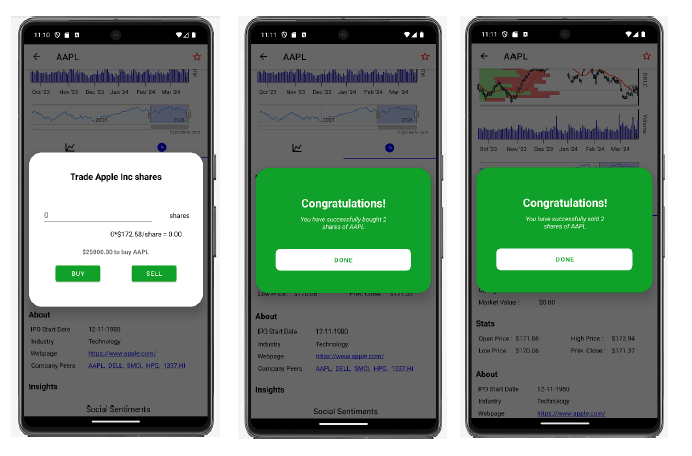 11:10
AAPL
Oct '23 Nov '23 Dec '23 Jan '24 Feb '24 Mar '24
2023 2024
Trade Apple Inc shares
0 shares
0*$172.58/share = 0.00
$25000.00 to buy AAPL
BUY SELL
About
IPO Start Date 12-11-1980
Industry Technology
Webpage https://www.apple.com/
Company Peers AAPL, DELL, SMCI, HPQ, 1337.HI
Insights
Social Sentiments
11:11
AAPL
Oct '23 Nov '23 Dec '23 Jan '24 Feb '24 Mar '24
2023 2024
Congratulations!
You have successfully bought 2
shares of AAPL
DONE
Low Price : $170.06 Prev. Close : $171.37
About
IPO Start Date 12-11-1980
Industry Technology
Webpage https://www.apple.com/
Company Peers AAPL, DELL, SMCI, HPQ, 1337.HI
Insights
Social Sentiments
11:11
AAPL
OHLC
Volume
Oct '23 Nov '23 Dec '23 Jan '24 Feb '24 Mar '24
Congratulations!
You have successfully sold 2
shares of AAPL
DONE
Market Value : $0.00
Stats
Open Price : $171.86 High Price : $172.94
Low Price : $170.06 Prev. Close : $171.37
About
IPO Start Date 12-11-1980
Industry Technology
Webpage https://www.apple.com/